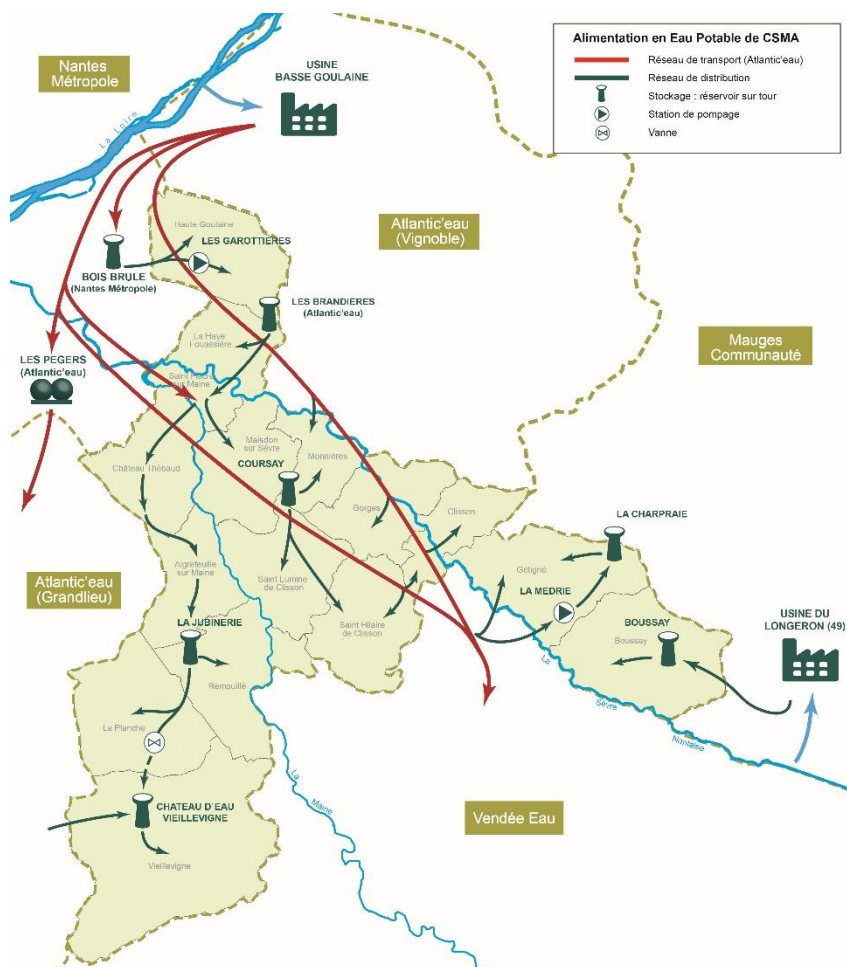 Alimentation en Eau Potable de CSMA
Réseau de transport (Atlantic'eau)
Réseau de distribution
Stockage : réservoir sur tour
Station de pompage
Vanne
Nantes
Métropole
USINE
BASSE GOULAINE
La Loire
Haute Goulaine
LES GAROTTIERES
Atlantic'eau
(Vignoble)
BOIS BRULE
(Nantes Métropole)
LES BRANDIERES
(Atlantic'eau)
La Haye
Fouassière
Mauges
Communauté
LES PEGERS
(Atlantic'eau)
Saint Fiacre
sur Maine
Maisdon
sur Sèvre
Monnières
COURSAY
Château Thébaud
Gorges
Clisson
LA CHARPRAIE
Aigrefeuille
sur Maine
Saint Lumine
de Clisson
Gétigné
LA MEDRIE
Atlantic'eau
(Grandlieu)
Saint Hilaire
de Clisson
BOUSSAY
Boussay
USINE DU
LONGERON (49)
LA JUBINERIE
Remouillé
La Sèvre Nantaise
La Planche
La Maine
CHATEAU D'EAU
VIEILLEVIGNE
Vendée Eau
Vieillevigne